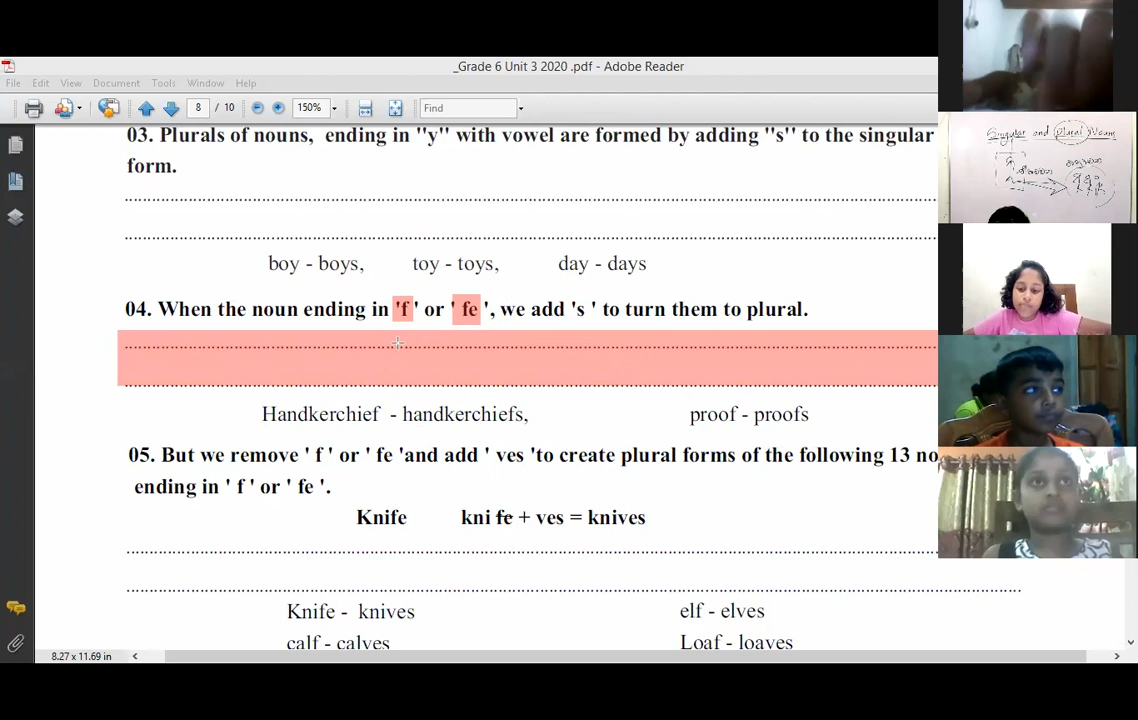 _Grade 6 Unit 3 2020 .pdf - Adobe Reader
File Edit View Document Tools Window Help
8 / 10 150% Find
03. Plurals of nouns, ending in "y" with vowel are formed by adding "s" to the singular
form.
boy - boys, toy - toys, day - days
04. When the noun ending in 'f ' or ' fe ', we add 's ' to turn them to plural.
Handkerchief - handkerchiefs, proof - proofs
05. But we remove ' f ' or ' fe 'and add ' ves 'to create plural forms of the following 13 no
ending in ' f ' or ' fe '.
Knife kni fe + ves = knives
Knife - knives elf - elves
calf - calves Loaf - loaves
8.27 x 11.69 in
Singular and Plural Nouns